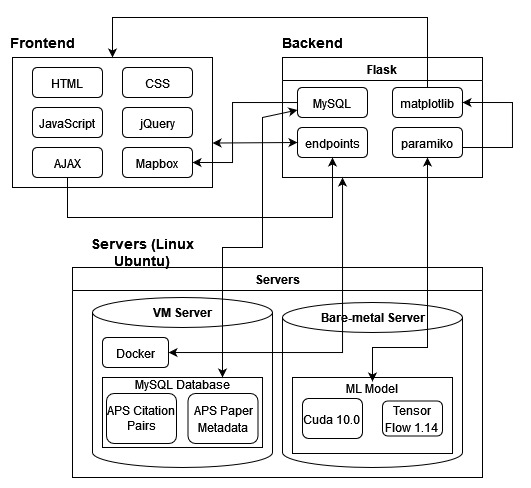 Frontend
Backend
HTML
CSS
JavaScript
jQuery
AJAX
Mapbox
Flask
MySQL
matplotlib
endpoints
paramiko
Servers (Linux
Ubuntu)
Servers
VM Server
Docker
MySQL Database
APS Citation
Pairs
APS Paper
Metadata
Bare-metal Server
ML Model
Cuda 10.0
Tensor
Flow 1.14